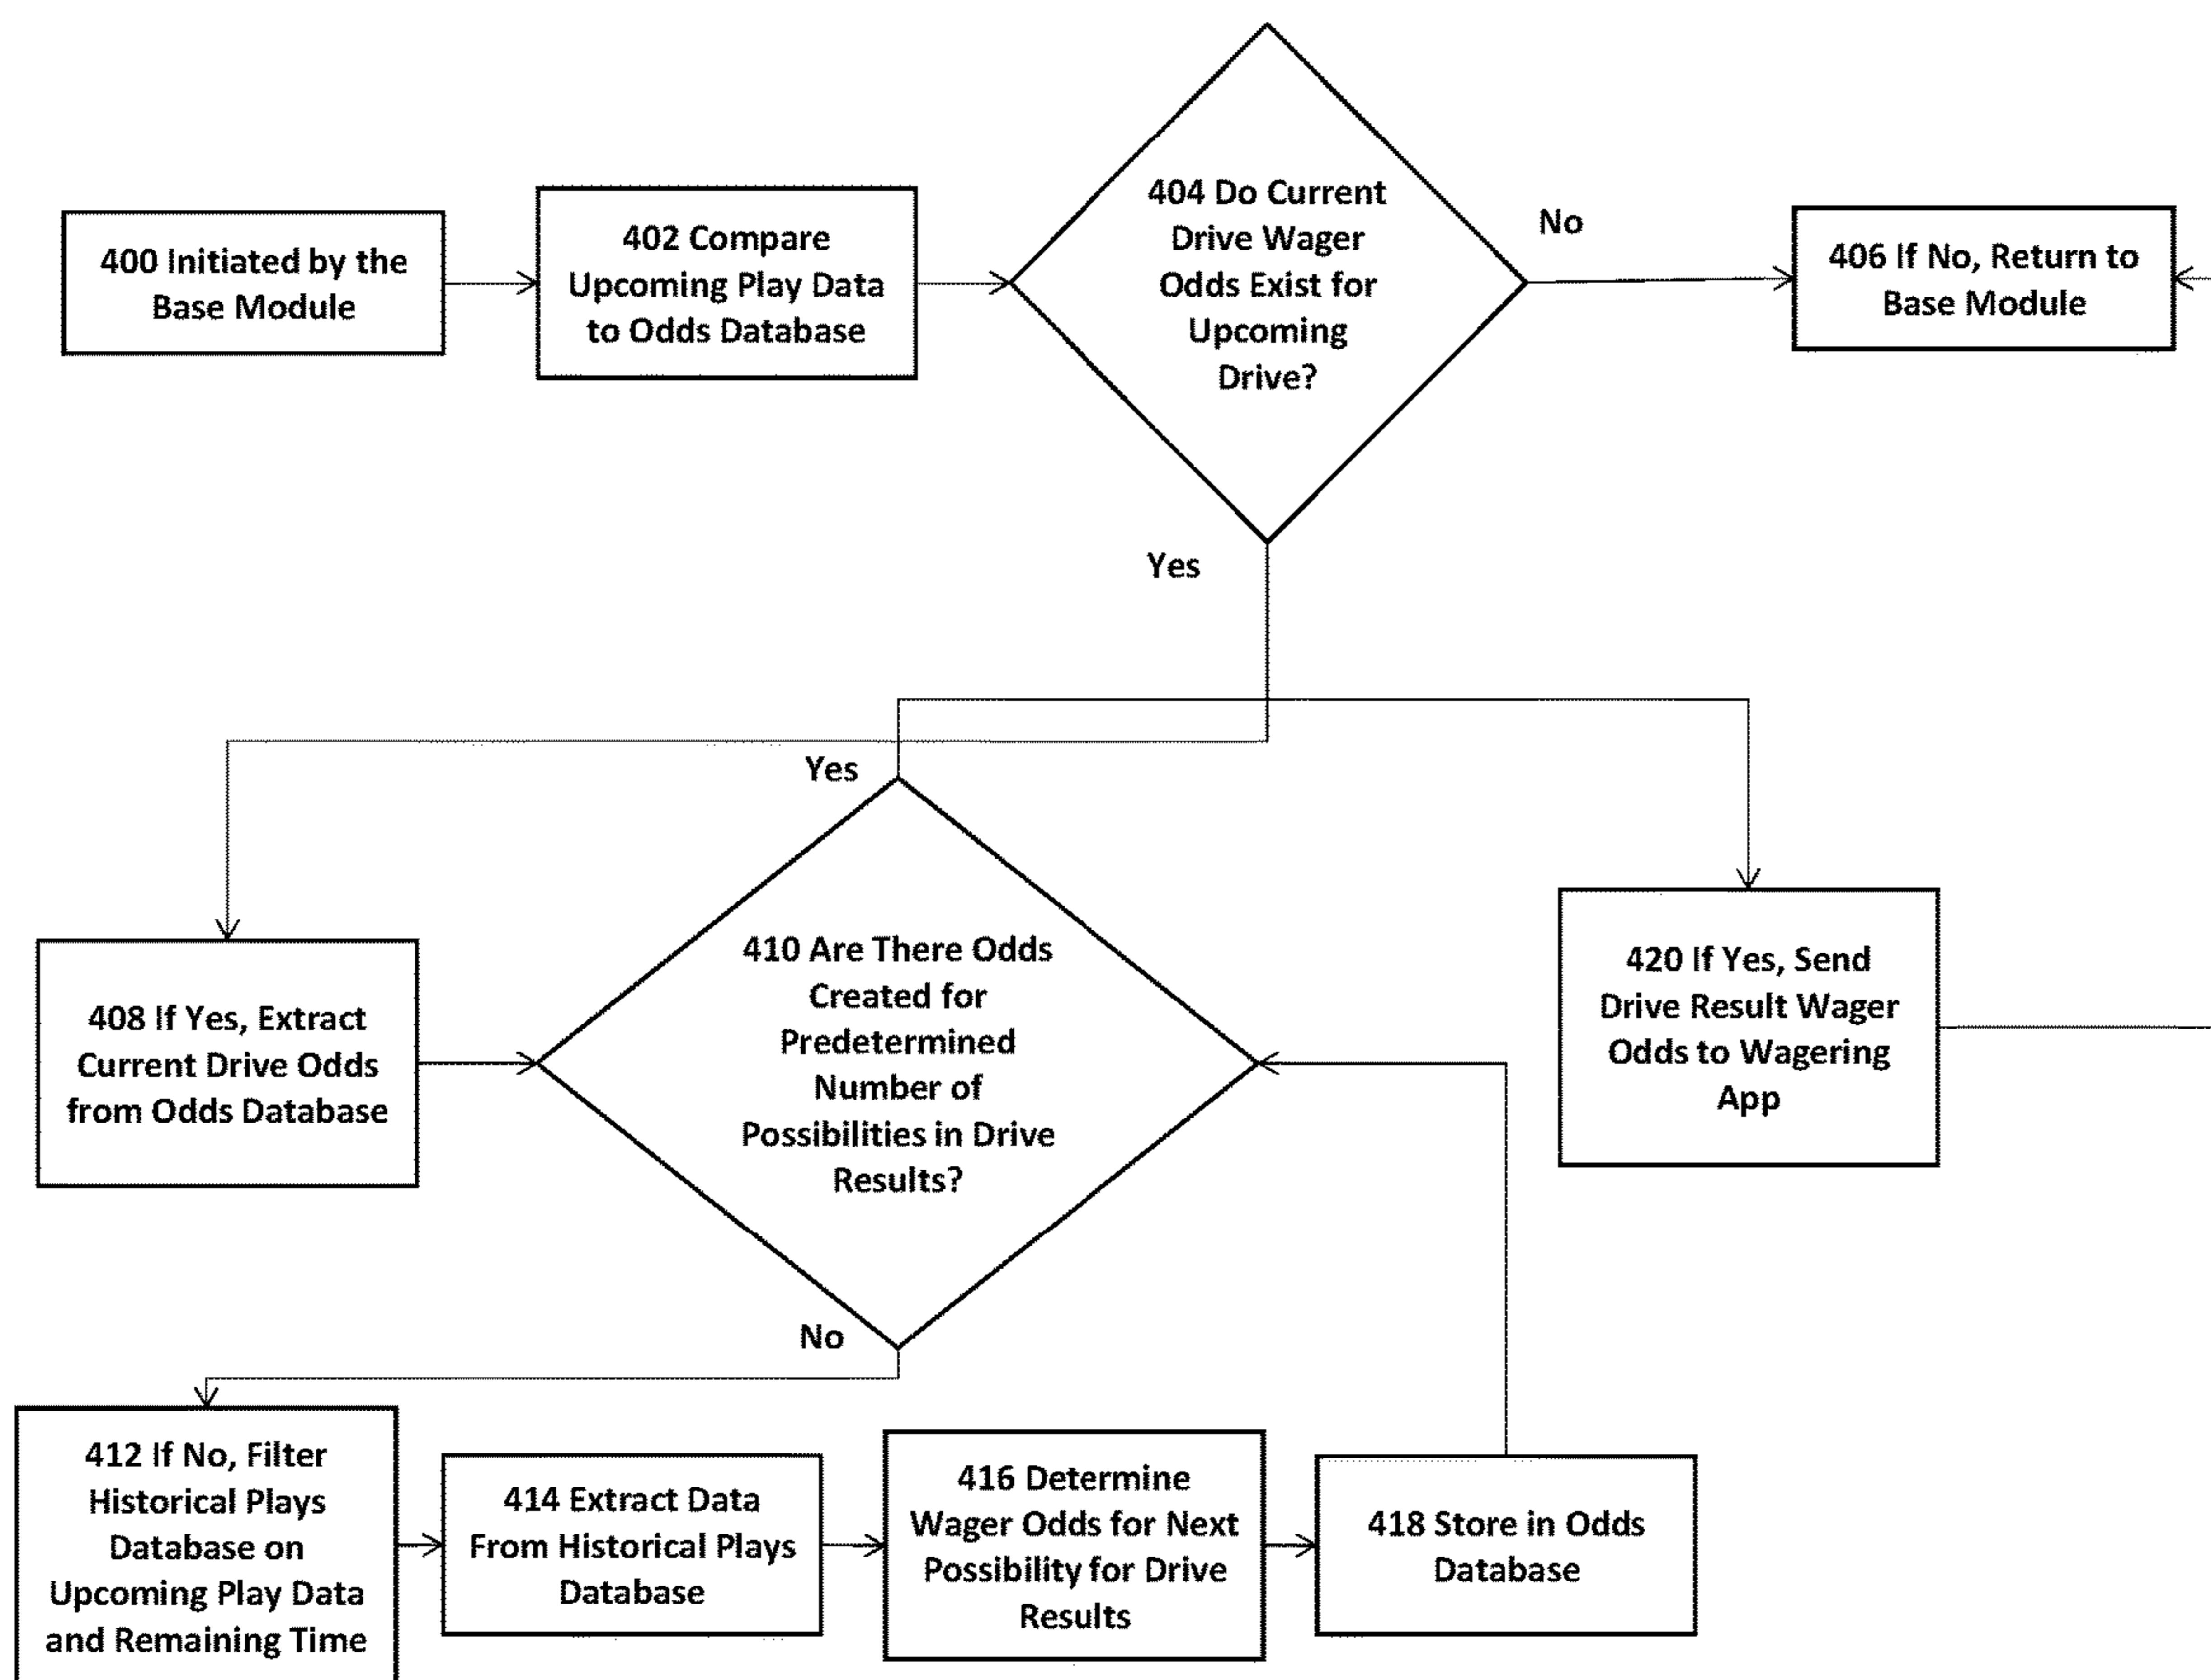 400 Initiated by the
Base Module
402 Compare
Upcoming Play Data
to Odds Database
404 Do Current
Drive Wager
Odds Exist for
Upcoming
Drive?
No
406 If No, Return to
Base Module
Yes
Yes
408 If Yes, Extract
Current Drive Odds
from Odds Database
410 Are There Odds
Created for
Predetermined
Number of
Possibilities in Drive
Results?
420 If Yes, Send
Drive Result Wager
Odds to Wagering
App
No
412 If No, Filter
Historical Plays
Database on
Upcoming Play Data
and Remaining Time
414 Extract Data
From Historical Plays
Database
416 Determine
Wager Odds for Next
Possibility for Drive
Results
418 Store in Odds
Database